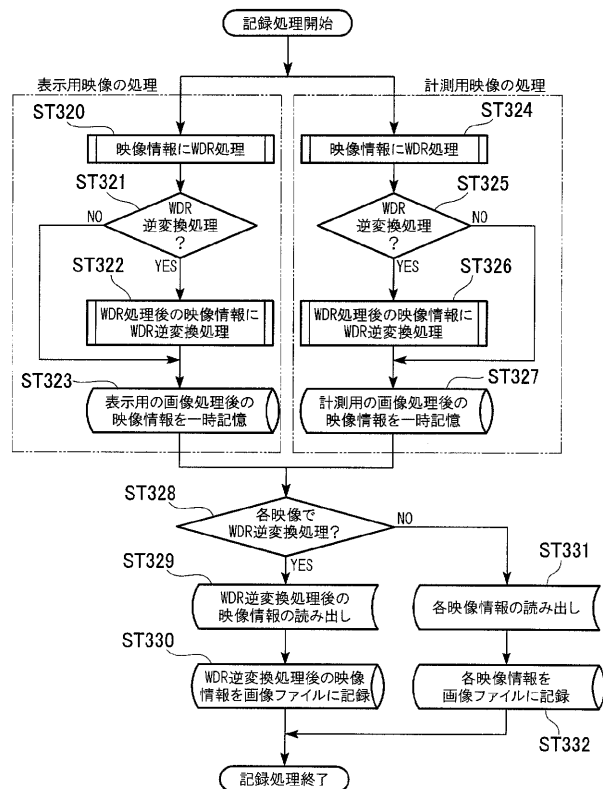 記録処理開始
表示用映像の処理
計測用映像の処理
ST320
映像情報にWDR処理
ST321
WDR
逆変換処理
?
NO
YES
ST322
WDR処理後の映像情報に
WDR逆変換処理
ST323
表示用の画像処理後の
映像情報を一時記憶
ST324
映像情報にWDR処理
ST325
WDR
逆変換処理
?
NO
YES
ST326
WDR処理後の映像情報に
WDR逆変換処理
ST327
計測用の画像処理後の
映像情報を一時記憶
ST328
各映像で
WDR逆変換処理?
NO
YES
ST329
WDR逆変換処理後の
映像情報の読み出し
ST330
WDR逆変換処理後の映像
情報を画像ファイルに記録
ST331
各映像情報の読み出し
各映像情報を
画像ファイルに記録
ST332
記録処理終了